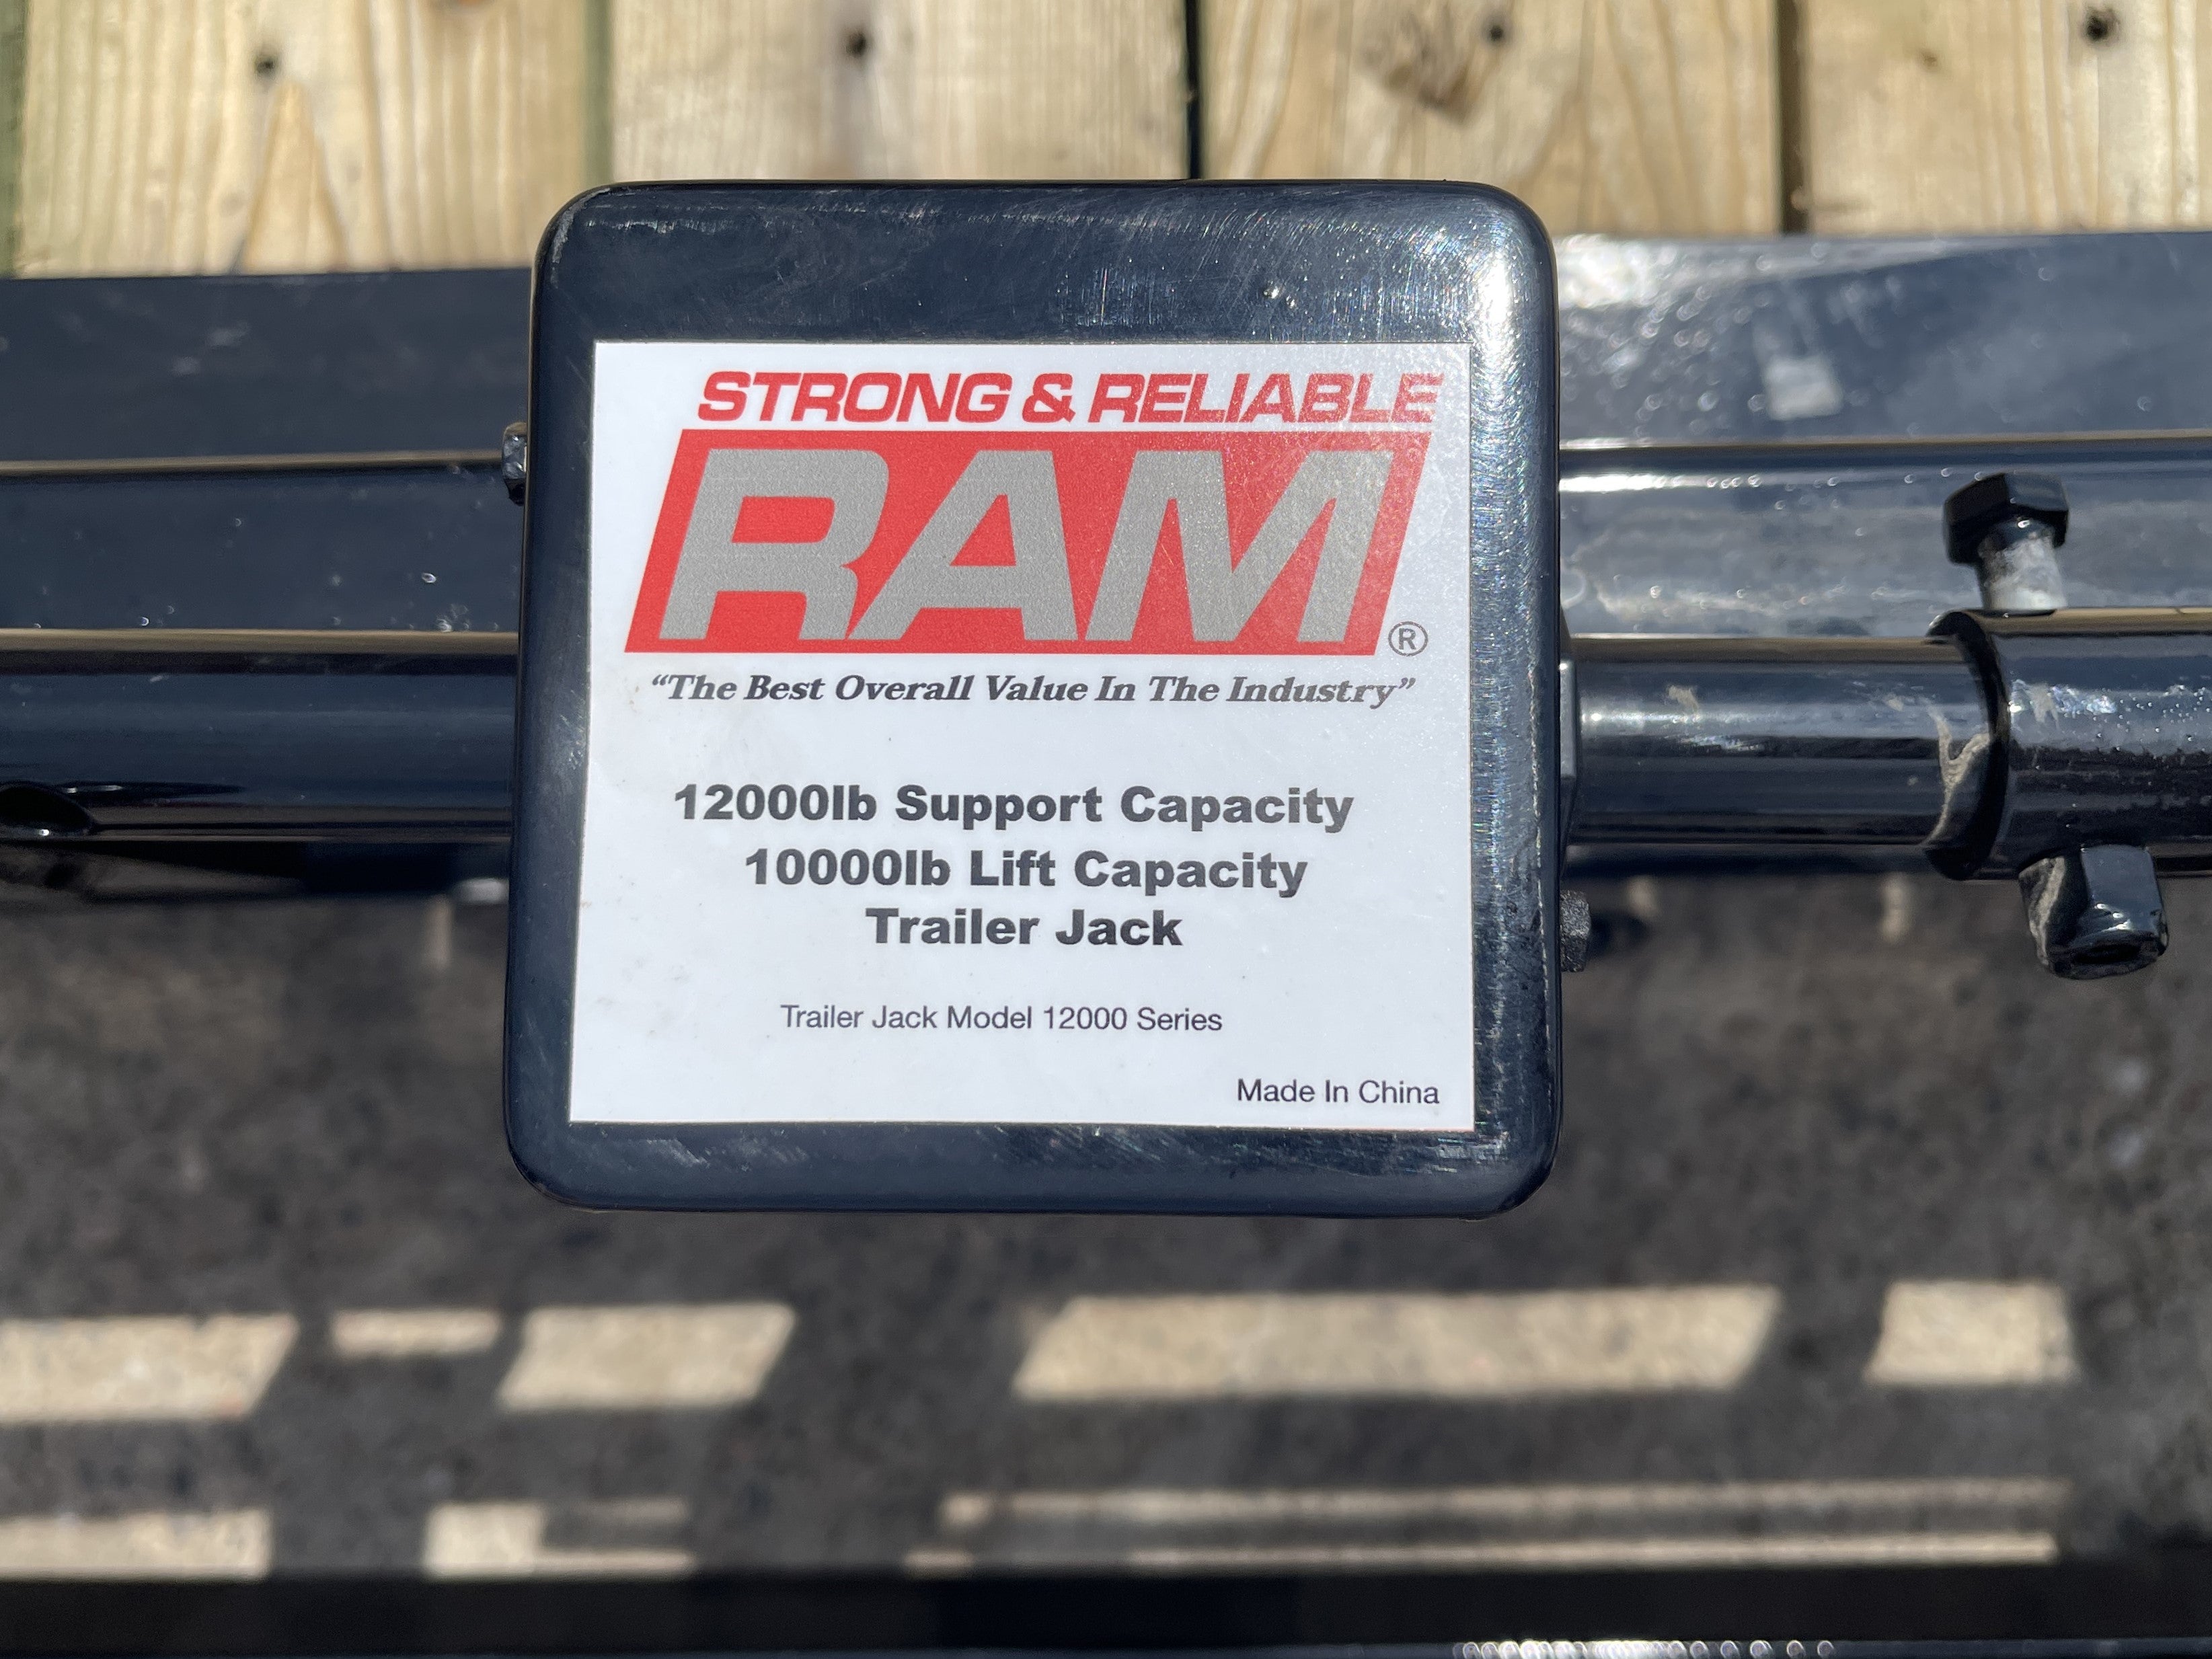 STRONG & RELIABLE
RAM®
“The Best Overall Value In The Industry”
12000lb Support Capacity
10000lb Lift Capacity
Trailer Jack
Trailer Jack Model 12000 Series
Made In China